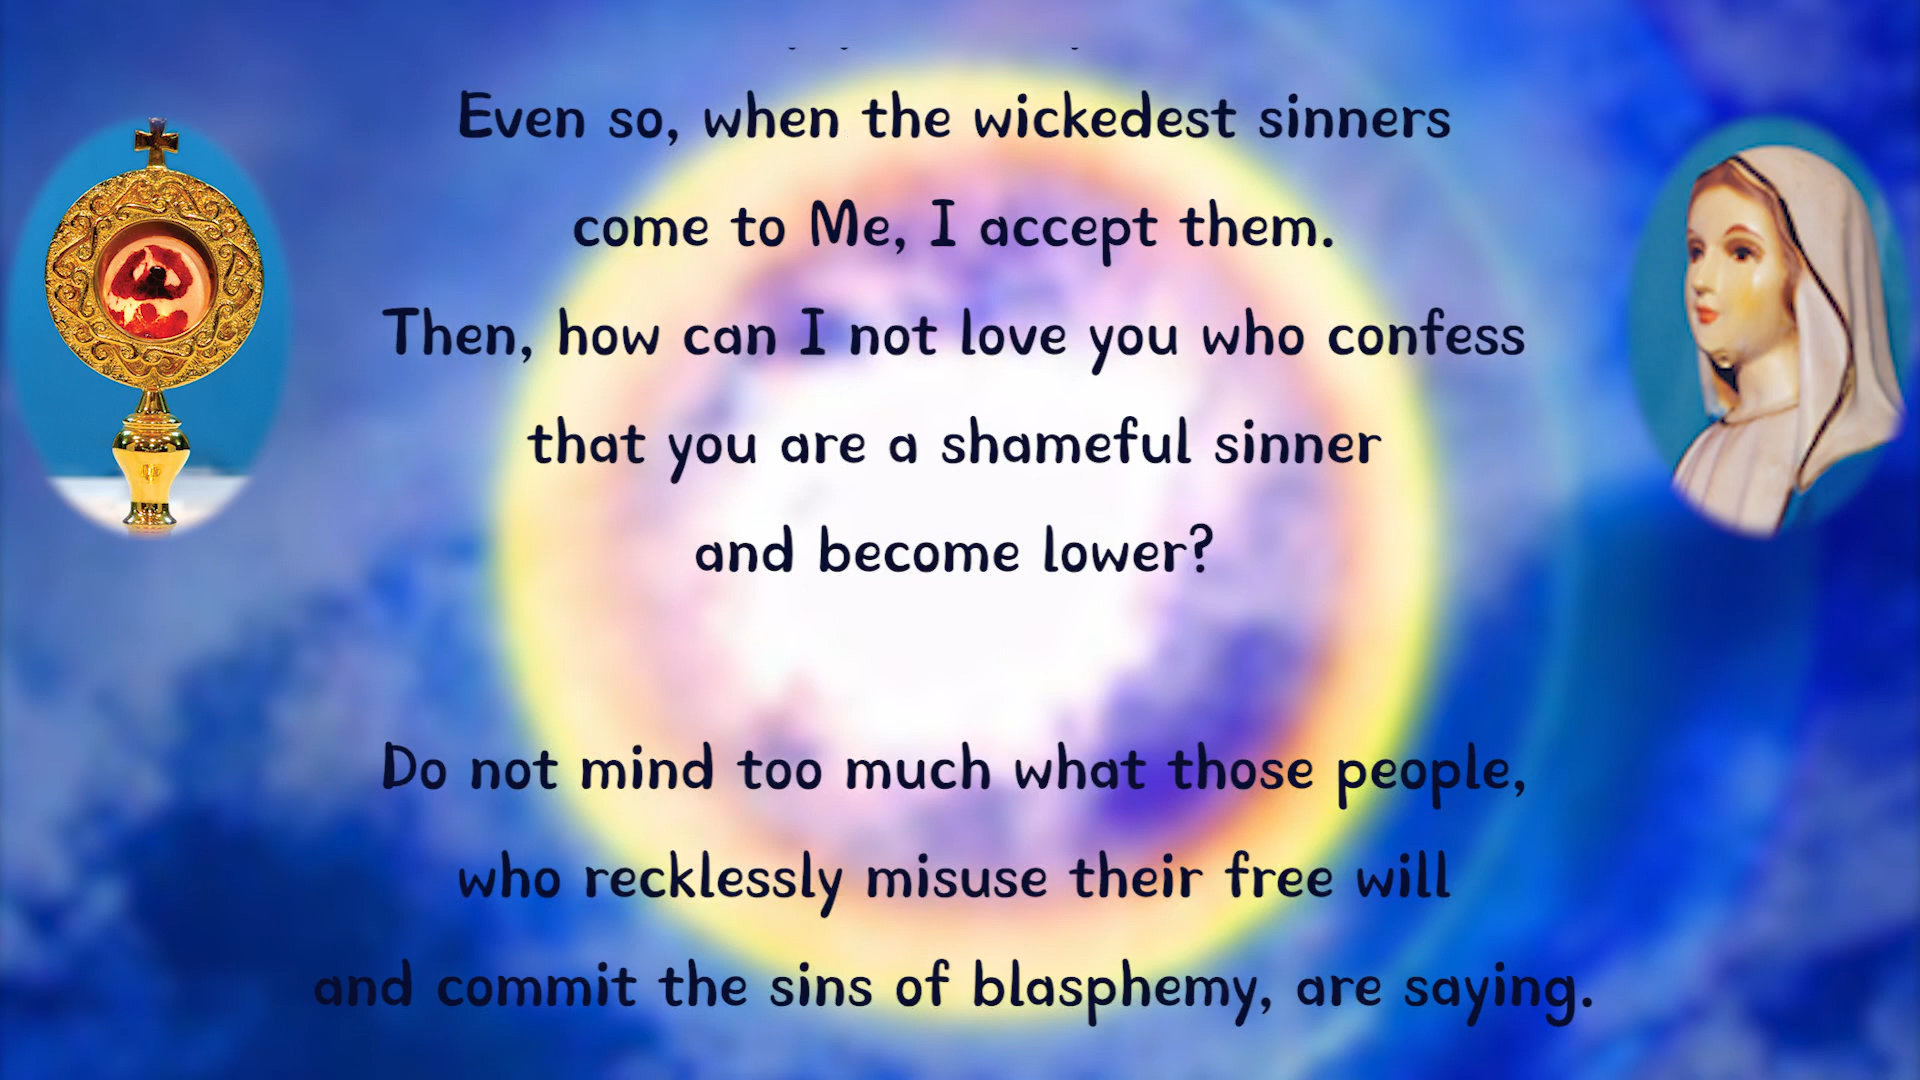 Even so, when the wickedest sinners
come to Me, I accept them.
Then, how can I not love you who confess
that you are a shameful sinner
and become lower?
Do not mind too much what those people,
who recklessly misuse their free will
and commit the sins of blasphemy, are saying.